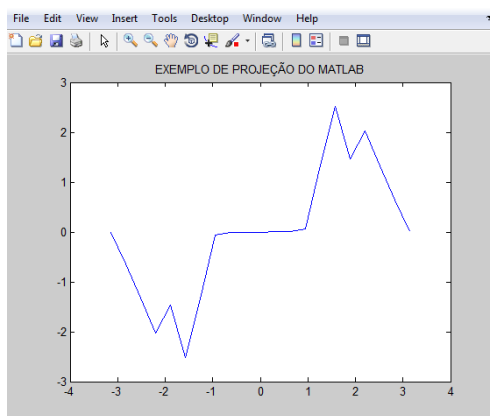 File Edit View Insert Tools Desktop Window Help
EXEMPLO DE PROJEÇÃO DO MATLAB
3
2
1
0
-1
-2
-3
-4 -3 -2 -1 0 1 2 3 4